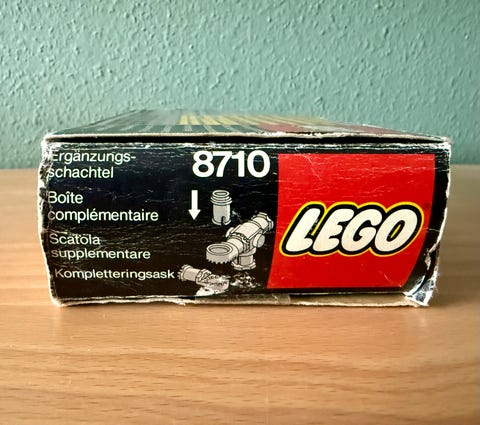 Ergänzungs-
schachtel
8710
Boîte
complémentaire
Scatola
supplementare
Kompletteringsask
LEGO
®